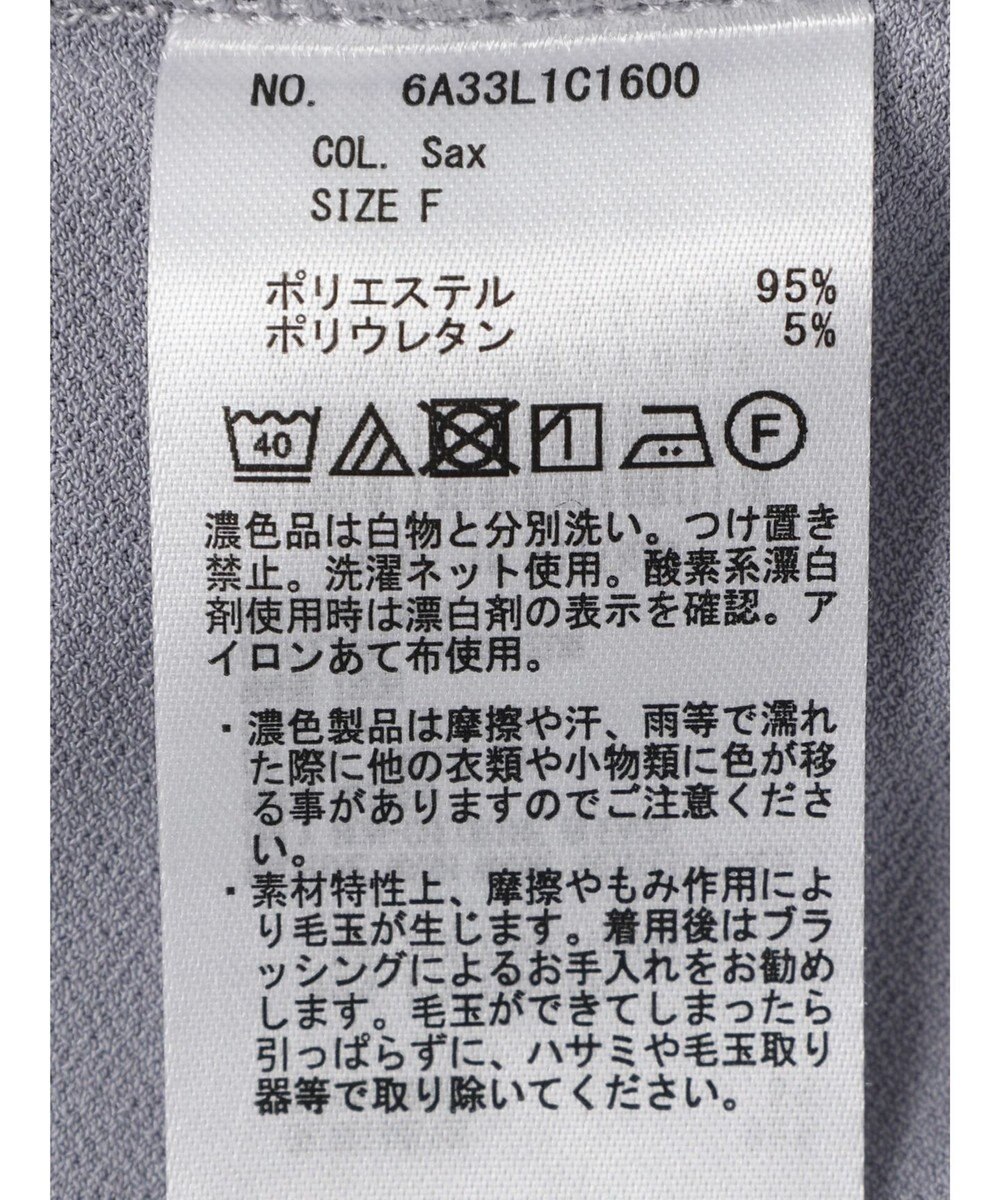 NO. 6A33L1C1600
COL. Sax
SIZE F
ポリエステル 95%
ポリウレタン 5%
40 F
濃色品は白物と分別洗い。つけ置き
禁止。洗濯ネット使用。酸素系漂白
剤使用時は漂白剤の表示を確認。ア
イロンあて布使用。
・濃色製品は摩擦や汗、雨等で濡れ
た際に他の衣類や小物類に色が移
る事がありますのでご注意くださ
い。
・素材特性上、摩擦やもみ作用によ
り毛玉が生じます。着用後はブラ
ッシングによるお手入れをお勧め
します。毛玉ができてしまったら
引っぱらずに、ハサミや毛玉取り
器等で取り除いてください。